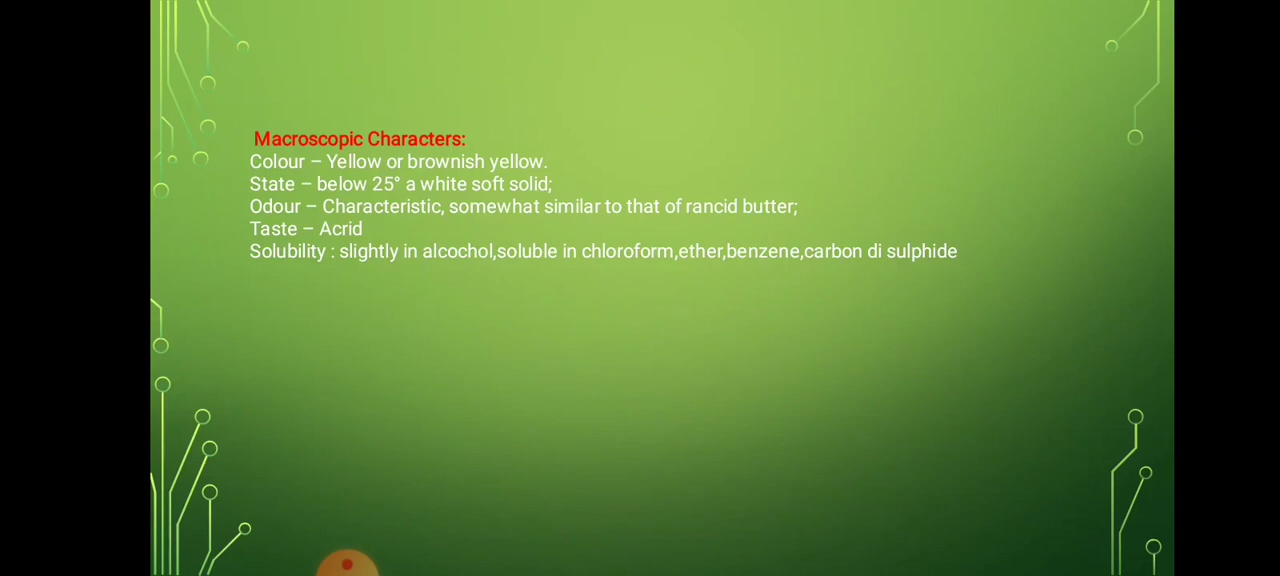 Macroscopic Characters:
Colour – Yellow or brownish yellow.
State – below 25° a white soft solid;
Odour – Characteristic, somewhat similar to that of rancid butter;
Taste – Acrid
Solubility : slightly in alcochol,soluble in chloroform,ether,benzene,carbon di sulphide